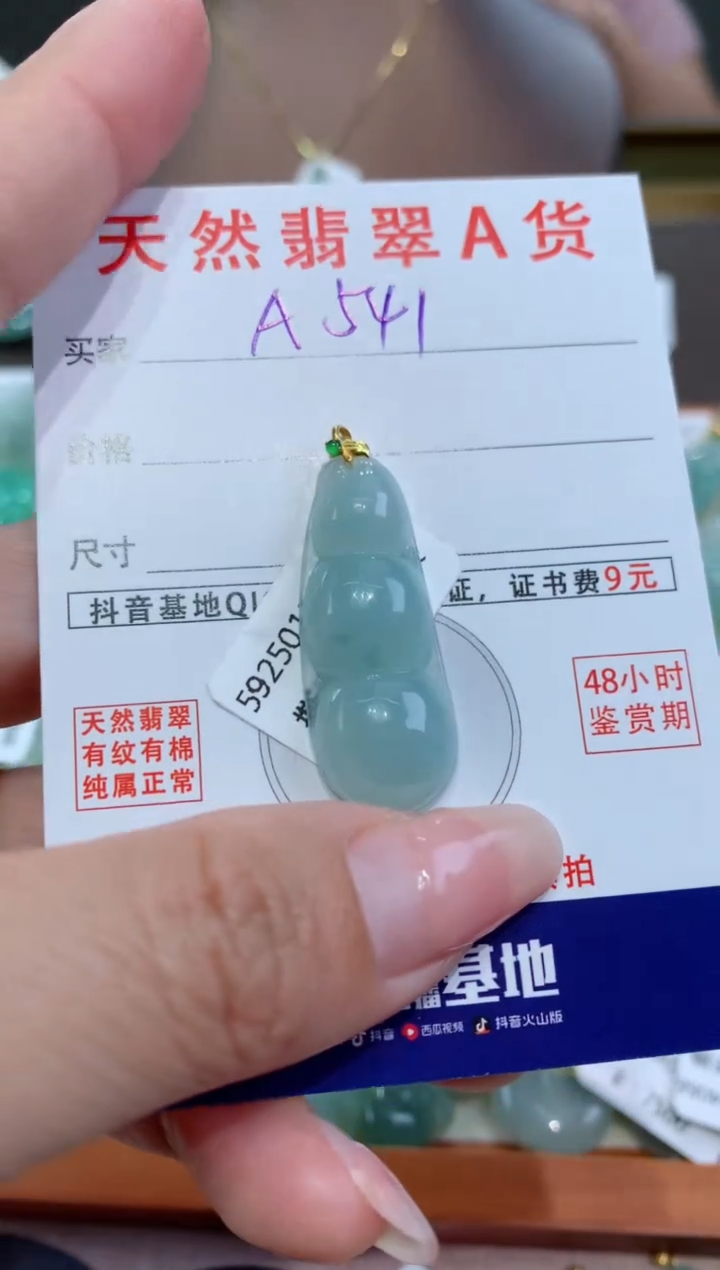 天然翡翠A货
买家 A541
价格
尺寸
抖音基地QI 证，证书费9元
592501
天然翡翠
有纹有棉
纯属正常
48小时
鉴赏期
拍
播基地
抖音 西瓜视频 抖音火山版